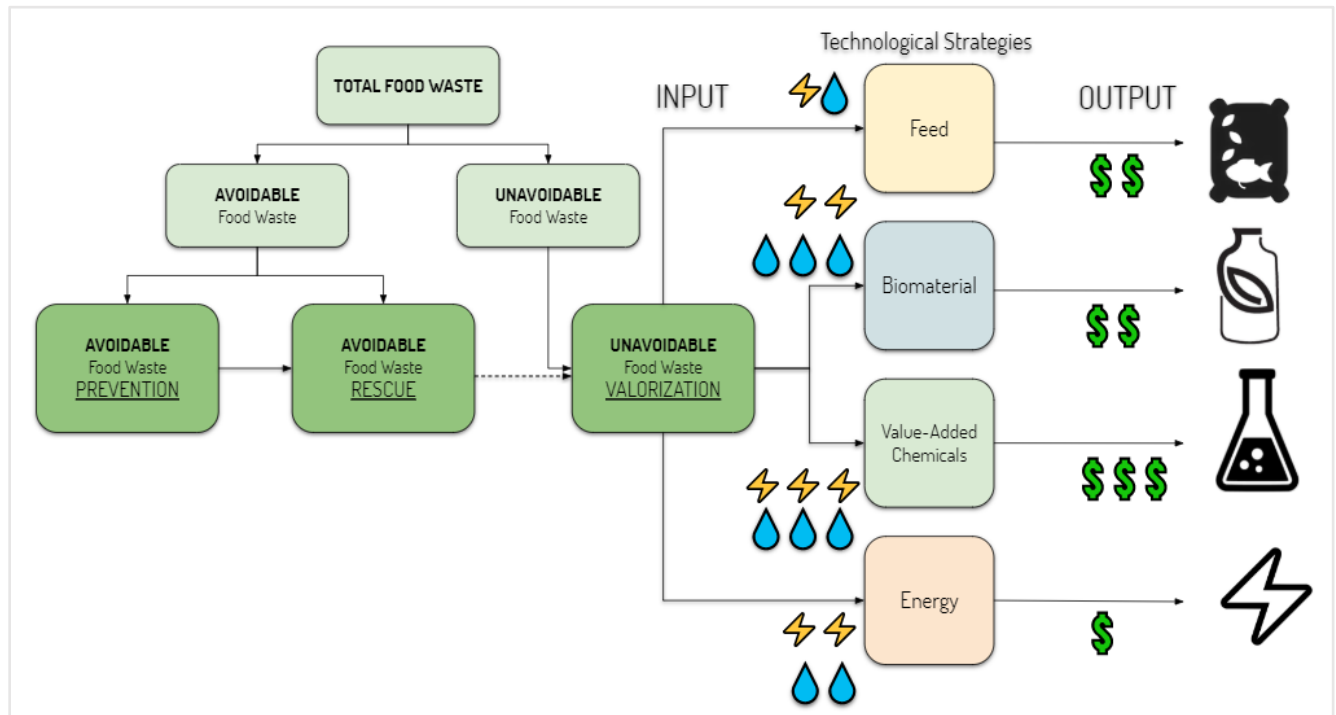 Technological Strategies
TOTAL FOOD WASTE
INPUT
OUTPUT
Feed
$ $
AVOIDABLE
Food Waste
UNAVOIDABLE
Food Waste
Biomaterial
$ $
AVOIDABLE
Food Waste
PREVENTION
AVOIDABLE
Food Waste
RESCUE
UNAVOIDABLE
Food Waste
VALORIZATION
Value-Added
Chemicals
$ $ $
Energy
$